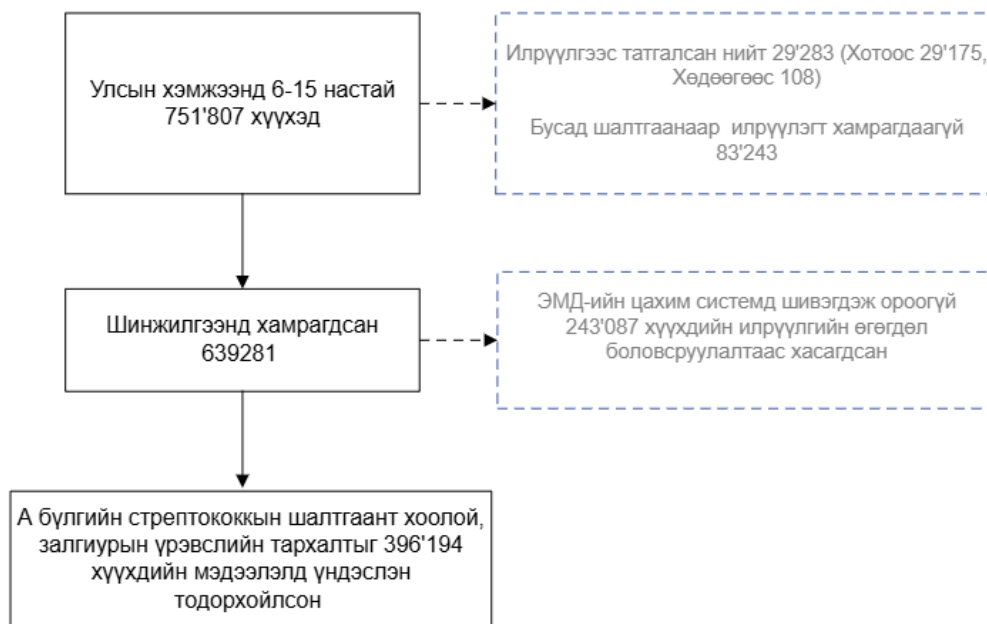 Улсын хэмжээнд 6-15 настай
751'807 хүүхэд
Илрүүлгээс татгалсан нийт 29'283 (Хотоос 29'175,
Хөдөөгөөс 108)
Бусад шалтгаанаар илрүүлэгт хамрагдаагүй
83'243
Шинжилгээнд хамрагдсан
639281
ЭМД-ийн цахим системд шивэгдэж ороогүй
243'087 хүүхдийн илрүүлгийн өгөгдөл
боловсруулалтаас хасагдсан
А бүлгийн стрептококкын шалтгаант хоолой,
залгиурын үрэвслийн тархалтыг 396'194
хүүхдийн мэдээлэлд үндэслэн
тодорхойлсон